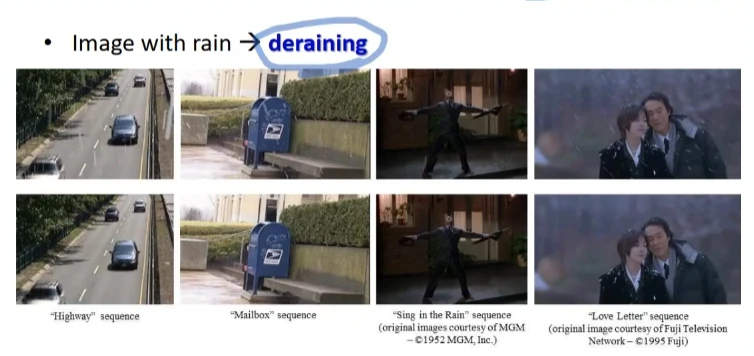 • Image with rain → deraining
"Highway" sequence
"Mailbox" sequence
"Sing in the Rain" sequence
(original images courtesy of MGM
– ©1952 MGM, Inc.)
"Love Letter" sequence
(original image courtesy of Fuji Television
Network – ©1995 Fuji)